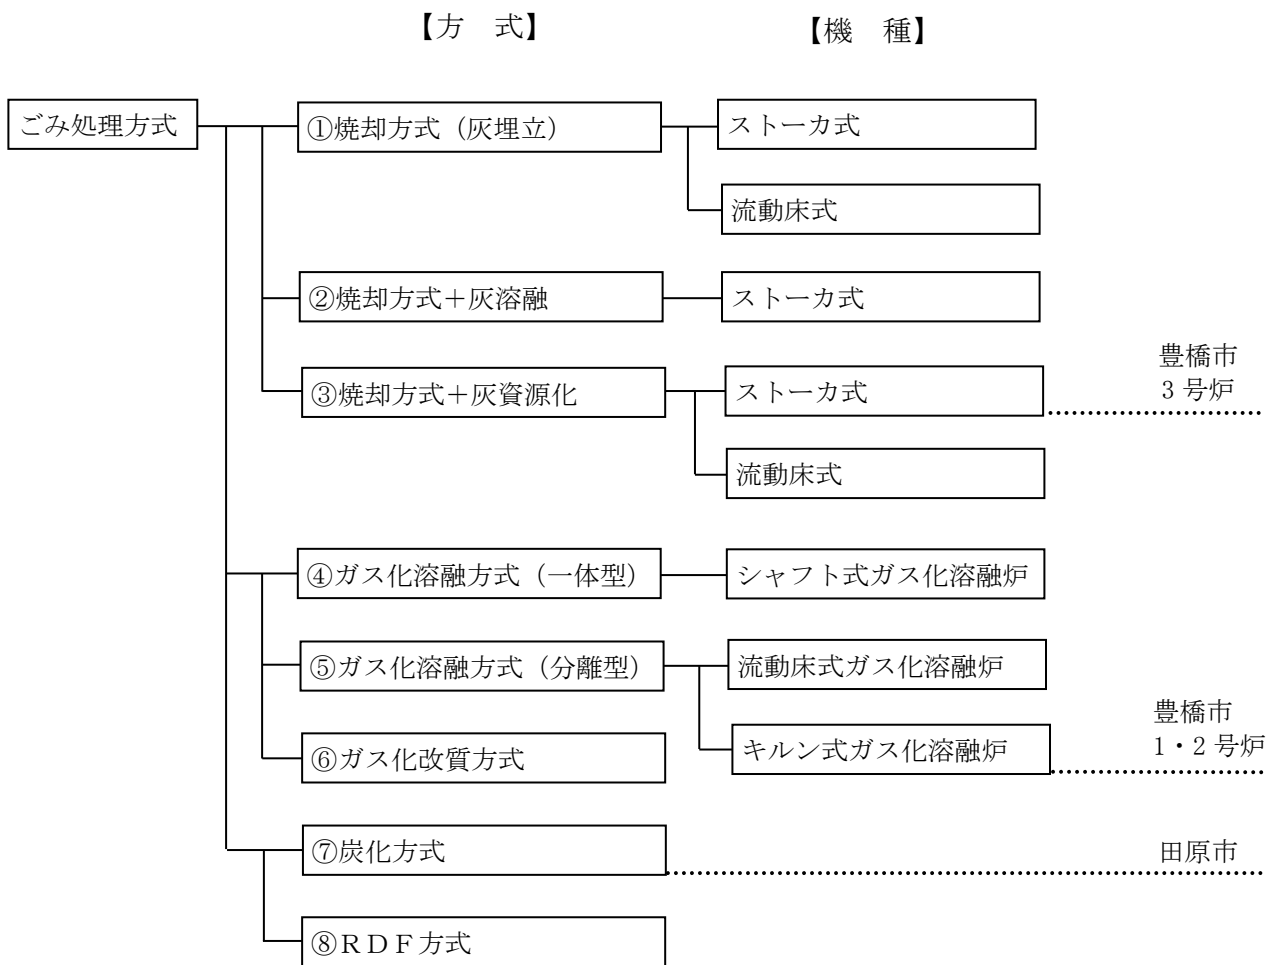 【方　式】
【機　種】
ごみ処理方式
①焼却方式（灰埋立）
ストーカ式
流動床式
②焼却方式＋灰溶融
ストーカ式
③焼却方式＋灰資源化
ストーカ式
豊橋市
3号炉
流動床式
④ガス化溶融方式（一体型）
シャフト式ガス化溶融炉
⑤ガス化溶融方式（分離型）
流動床式ガス化溶融炉
キルン式ガス化溶融炉
豊橋市
1・2号炉
⑥ガス化改質方式
⑦炭化方式
田原市
⑧ＲＤＦ方式